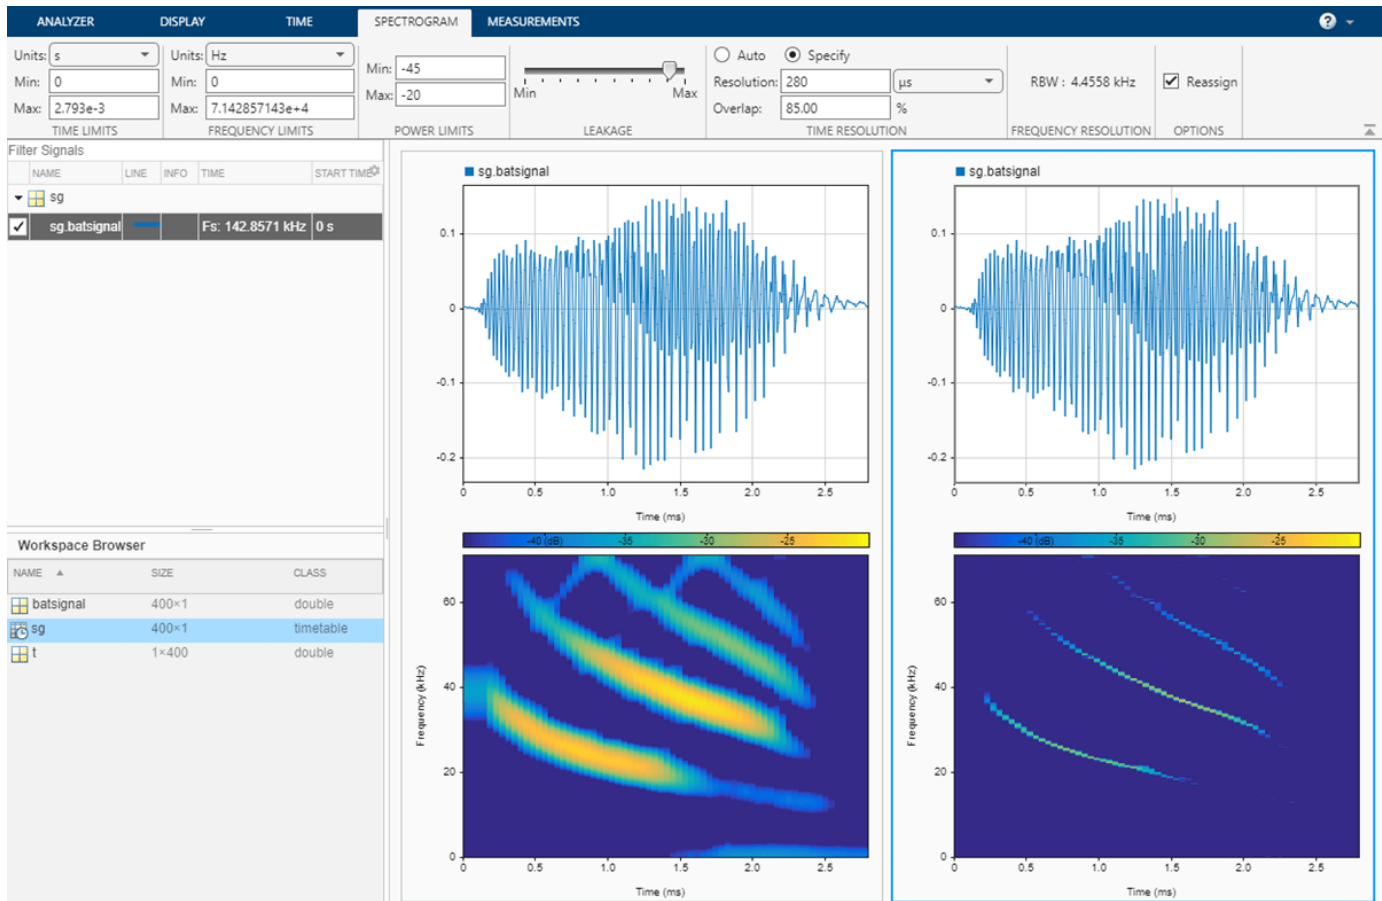 ANALYZER DISPLAY TIME SPECTROGRAM MEASUREMENTS ?
Units: s Units: Hz Min: -45 Auto Specify
Min: 0 Min: 0 Max: -20 Min Max Resolution: 280 µs RBW : 4.4558 kHz Reassign
Max: 2.793e-3 Max: 7.142857143e+4 Overlap: 85.00 %
TIME LIMITS FREQUENCY LIMITS POWER LIMITS LEAKAGE TIME RESOLUTION FREQUENCY RESOLUTION OPTIONS
Filter Signals
NAME LINE INFO TIME START TIME
sg
sg.batsignal Fs: 142.8571 kHz 0 s
Workspace Browser
NAME SIZE CLASS
batsignal 400×1 double
sg 400×1 timetable
t 1×400 double
sg.batsignal
0.1
0
-0.1
-0.2
0 0.5 1.0 1.5 2.0 2.5
Time (ms)
-40 (dB) -35 -30 -25
60
40
20
0
Frequency (kHz)
0 0.5 1.0 1.5 2.0 2.5
Time (ms)
sg.batsignal
0.1
0
-0.1
-0.2
0 0.5 1.0 1.5 2.0 2.5
Time (ms)
-40 (dB) -35 -30 -25
60
40
20
0
Frequency (kHz)
0 0.5 1.0 1.5 2.0 2.5
Time (ms)